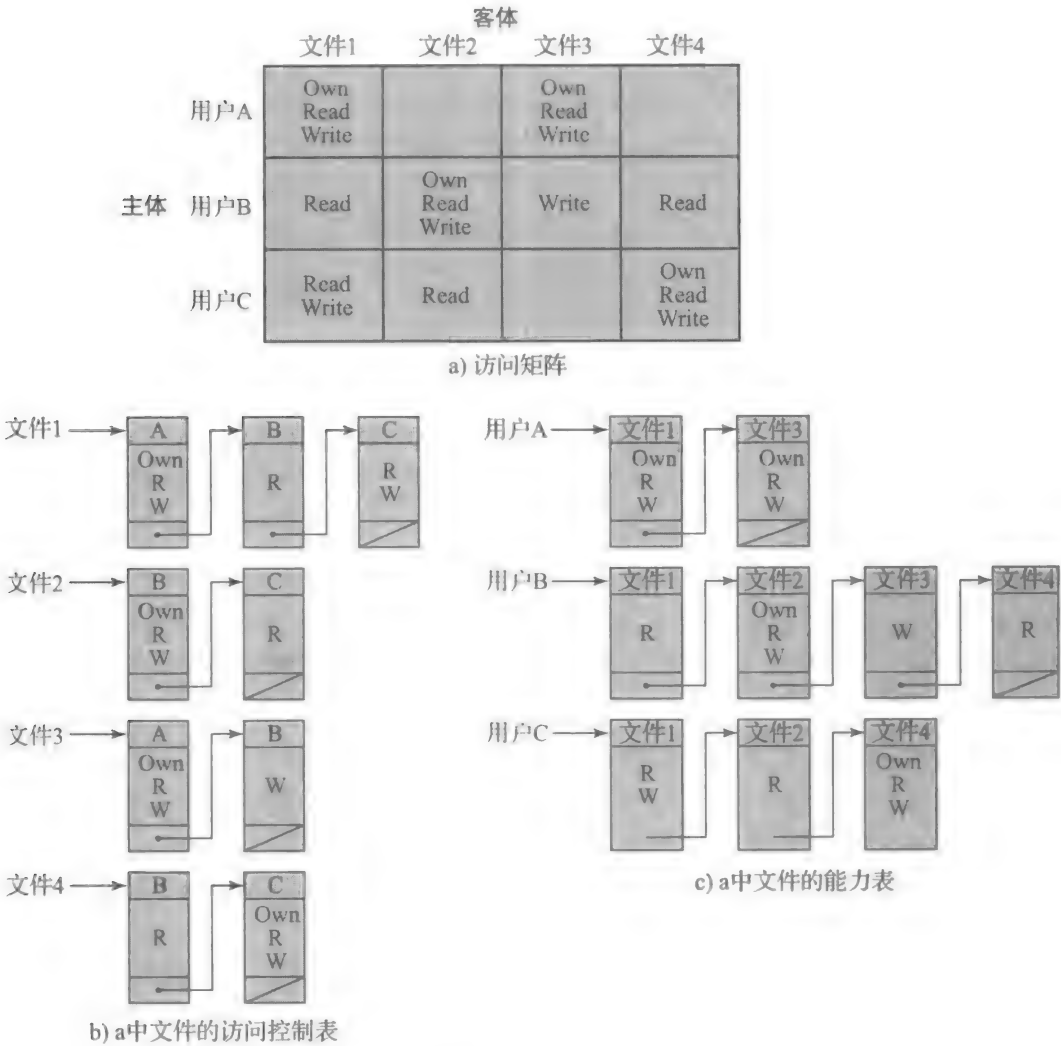 客体
文件1 文件2 文件3 文件4
用户A
Own
Read
Write
Own
Read
Write
主体 用户B
Read
Own
Read
Write
Write
Read
用户C
Read
Write
Read
Own
Read
Write
a) 访问矩阵
文件1
A
Own
R
W
B
R
C
R
W
文件2
B
Own
R
W
C
R
文件3
A
Own
R
W
B
W
文件4
B
R
C
Own
R
W
b) a中文件的访问控制表
用户A
文件1
Own
R
W
文件3
Own
R
W
用户B
文件1
R
文件2
Own
R
W
文件3
W
文件4
R
用户C
文件1
R
W
文件2
R
文件4
Own
R
W
c) a中文件的能力表